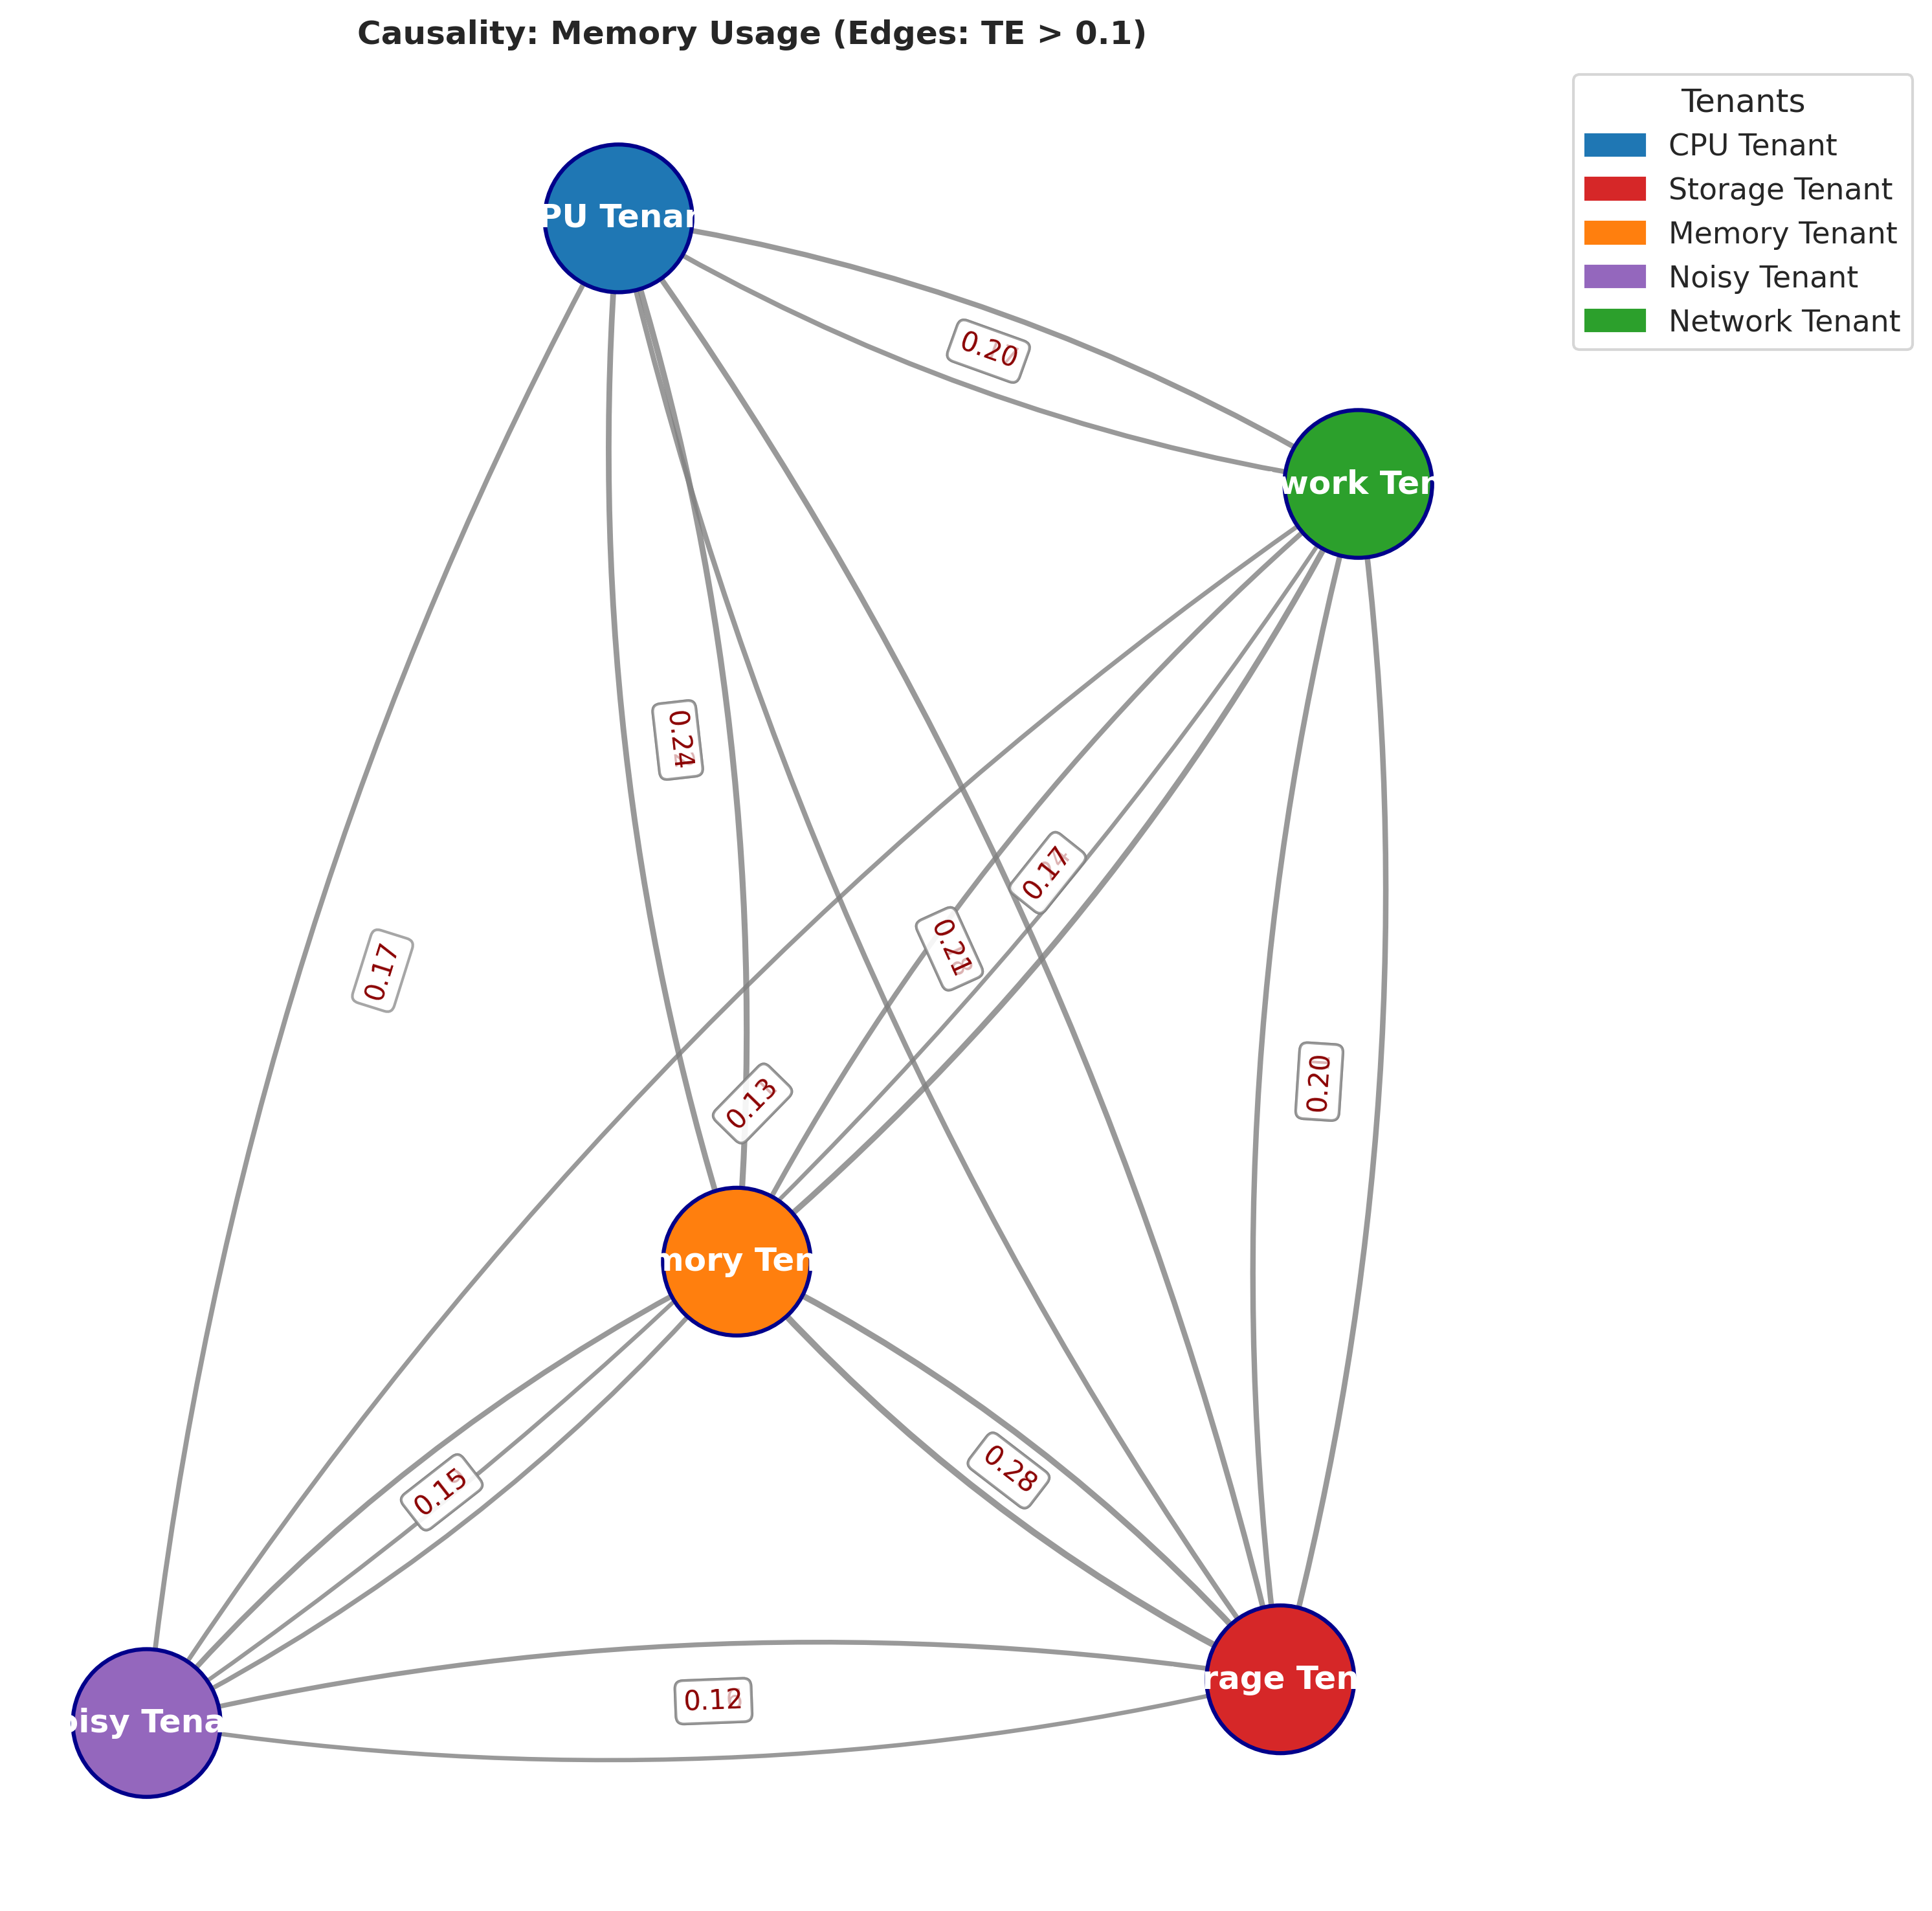 Causality: Memory Usage (Edges: TE > 0.1)
Tenants
CPU Tenant
Storage Tenant
Memory Tenant
Noisy Tenant
Network Tenant
PU Tenan
0.20
work Ten
0.24
0.17
0.21
0.17
0.20
0.13
mory Ten
0.28
0.15
rage Ten
0.12
oisy Tena